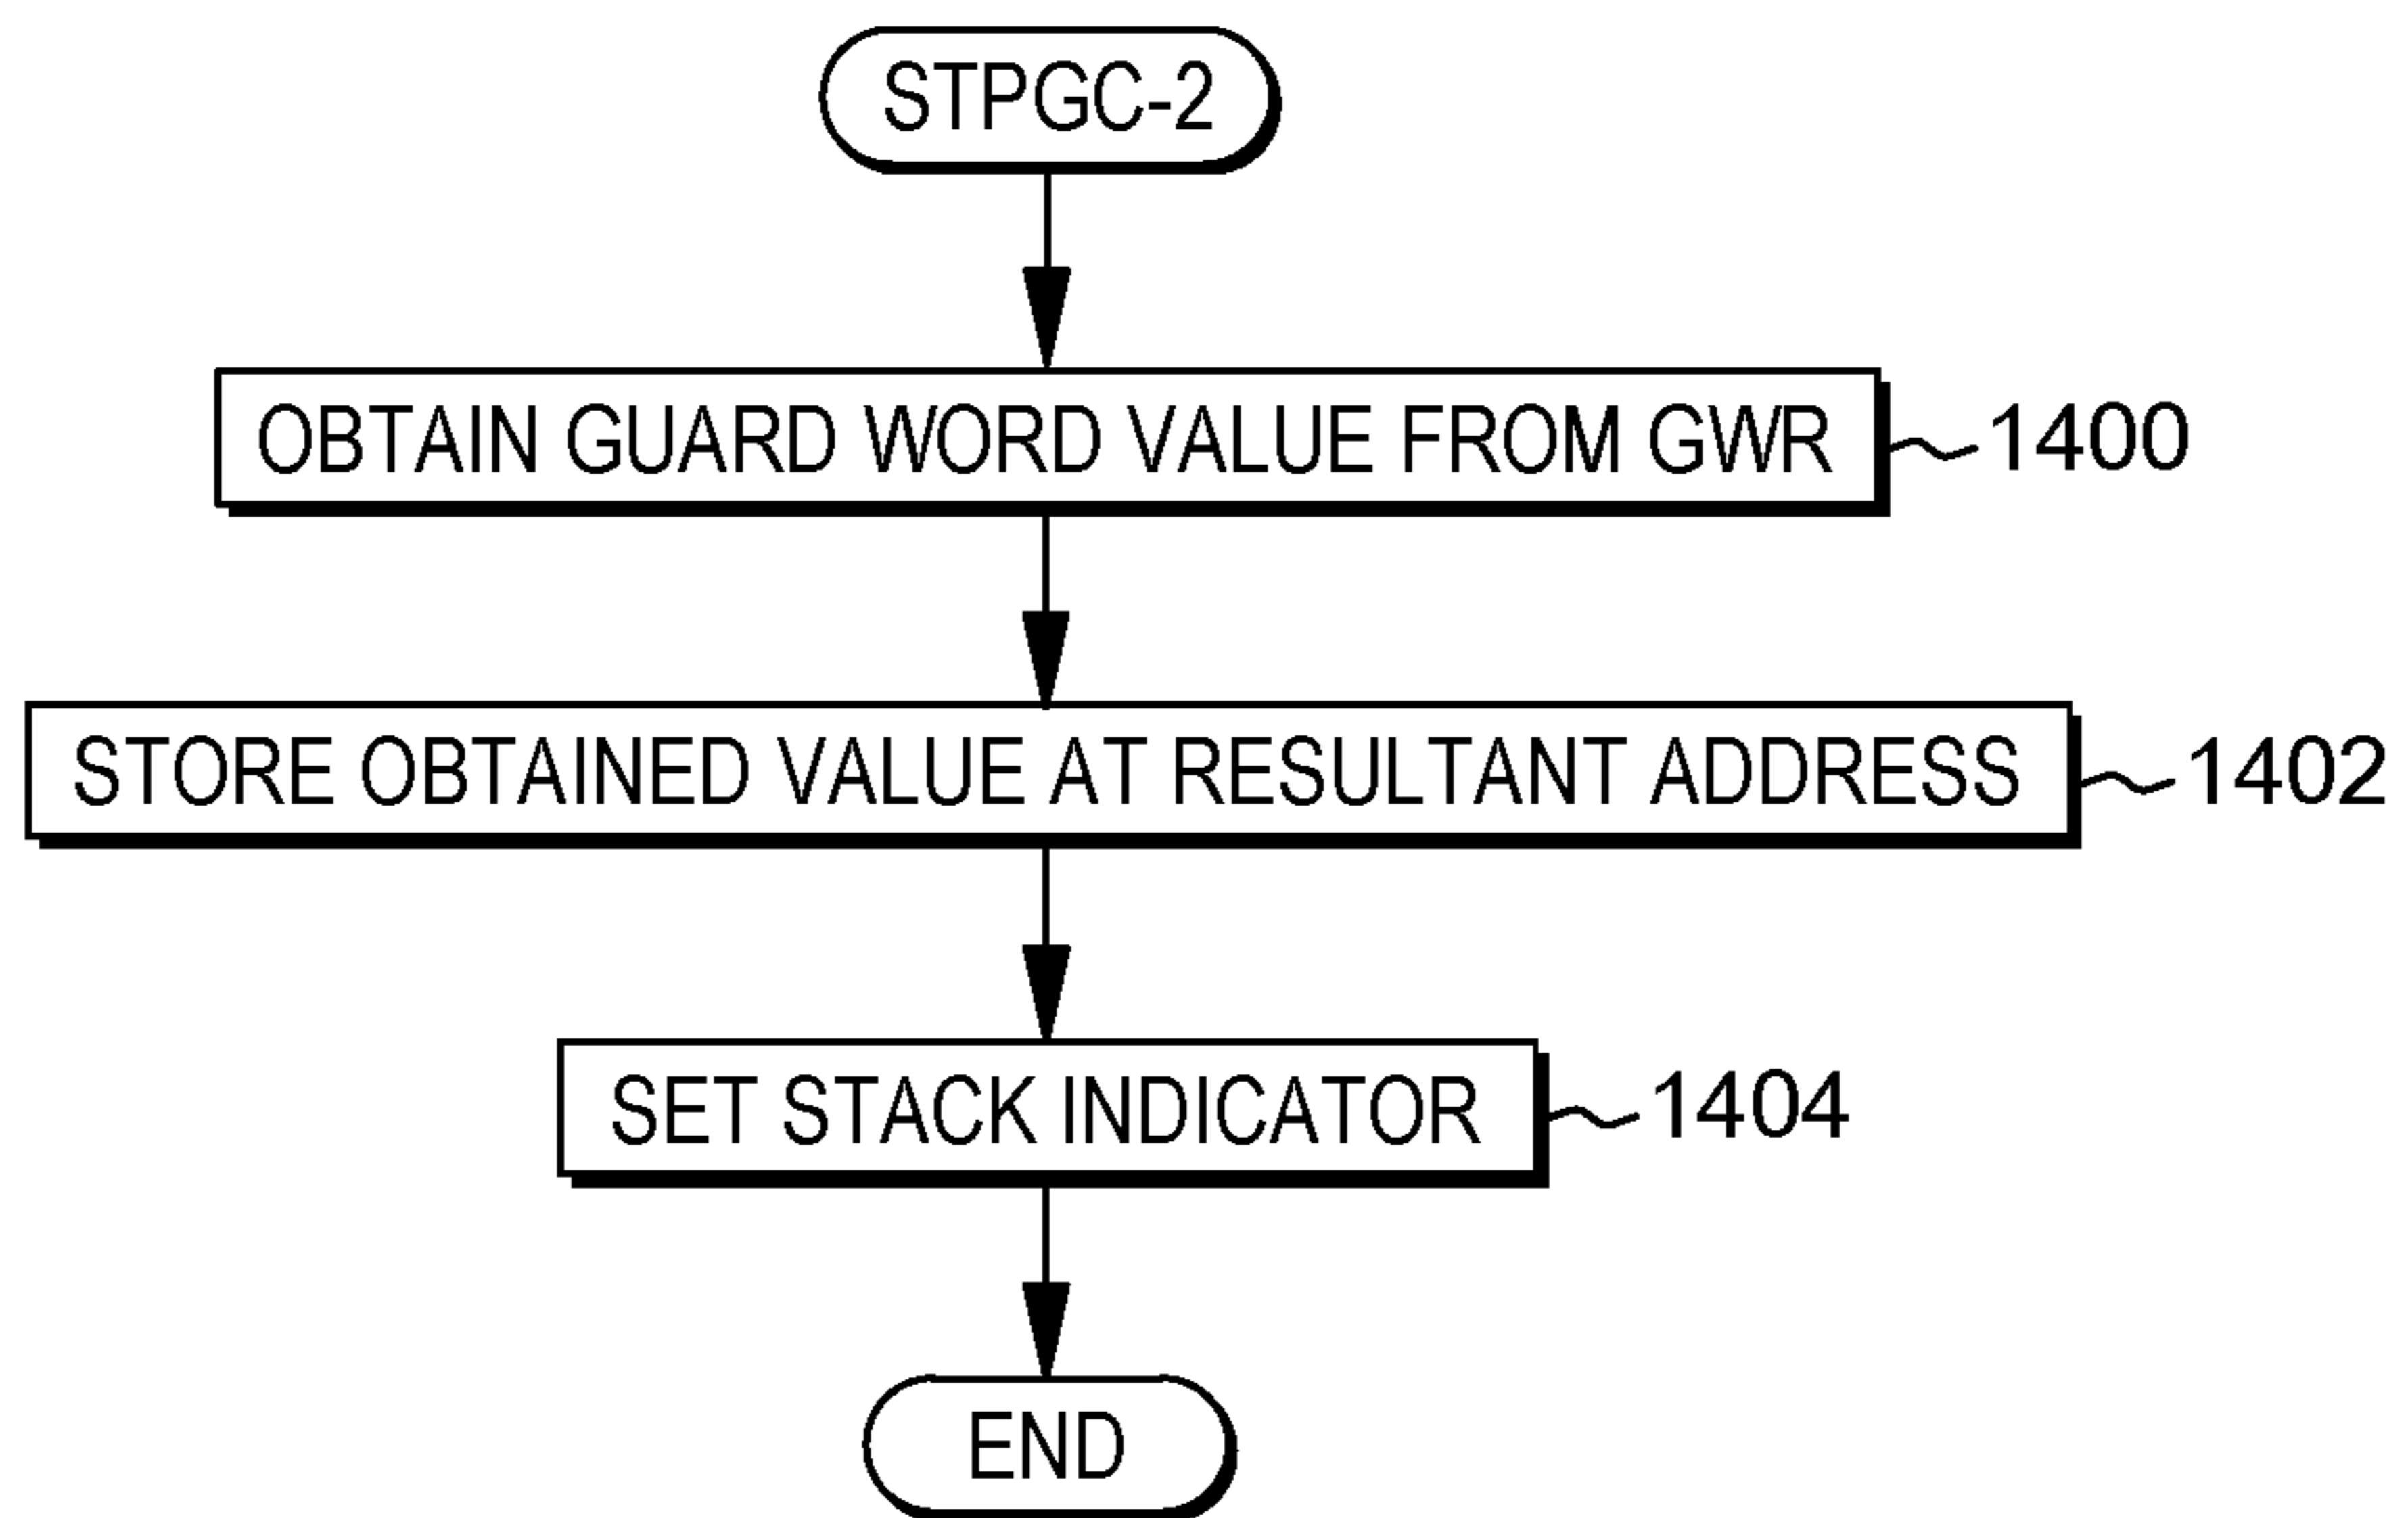 STPGC-2
OBTAIN GUARD WORD VALUE FROM GWR
1400
STORE OBTAINED VALUE AT RESULTANT ADDRESS
1402
SET STACK INDICATOR
1404
END